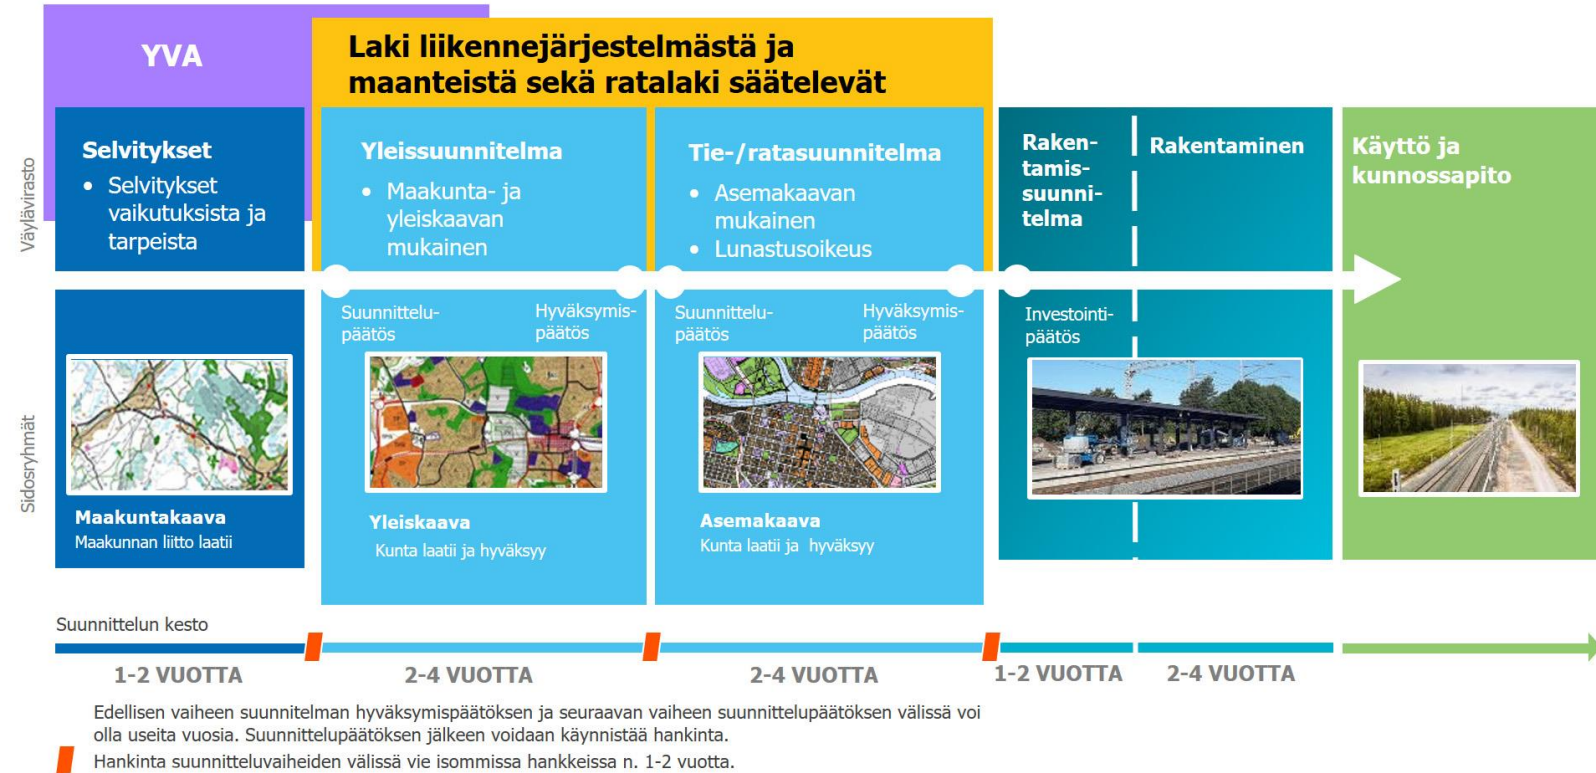 YVA
Laki liikennejärjestelmästä ja
maanteistä sekä ratalaki säätelevät
Väylävirasto
Selvitykset
• Selvitykset
vaikutuksista ja
tarpeista
Yleissuunnitelma
• Maakunta- ja
yleiskaavan
mukainen
Tie-/ratasuunnitelma
• Asemakaavan
mukainen
• Lunastusoikeus
Raken-
tamis-
suunni-
telma
Rakentaminen
Käyttö ja
kunnossapito
Suunnittelu-
päätös
Hyväksymis-
päätös
Suunnittelu-
päätös
Hyväksymis-
päätös
Investointi-
päätös
Sidosryhmät
Maakuntakaava
Maakunnan liitto laatii
Yleiskaava
Kunta laatii ja hyväksyy
Asemakaava
Kunta laatii ja hyväksyy
Suunnittelun kesto
1-2 VUOTTA
2-4 VUOTTA
2-4 VUOTTA
1-2 VUOTTA
2-4 VUOTTA
Edellisen vaiheen suunnitelman hyväksymispäätöksen ja seuraavan vaiheen suunnittelupäätöksen välissä voi
olla useita vuosia. Suunnittelupäätöksen jälkeen voidaan käynnistää hankinta.
Hankinta suunnitteluvaiheiden välissä vie isommissa hankkeissa n. 1-2 vuotta.